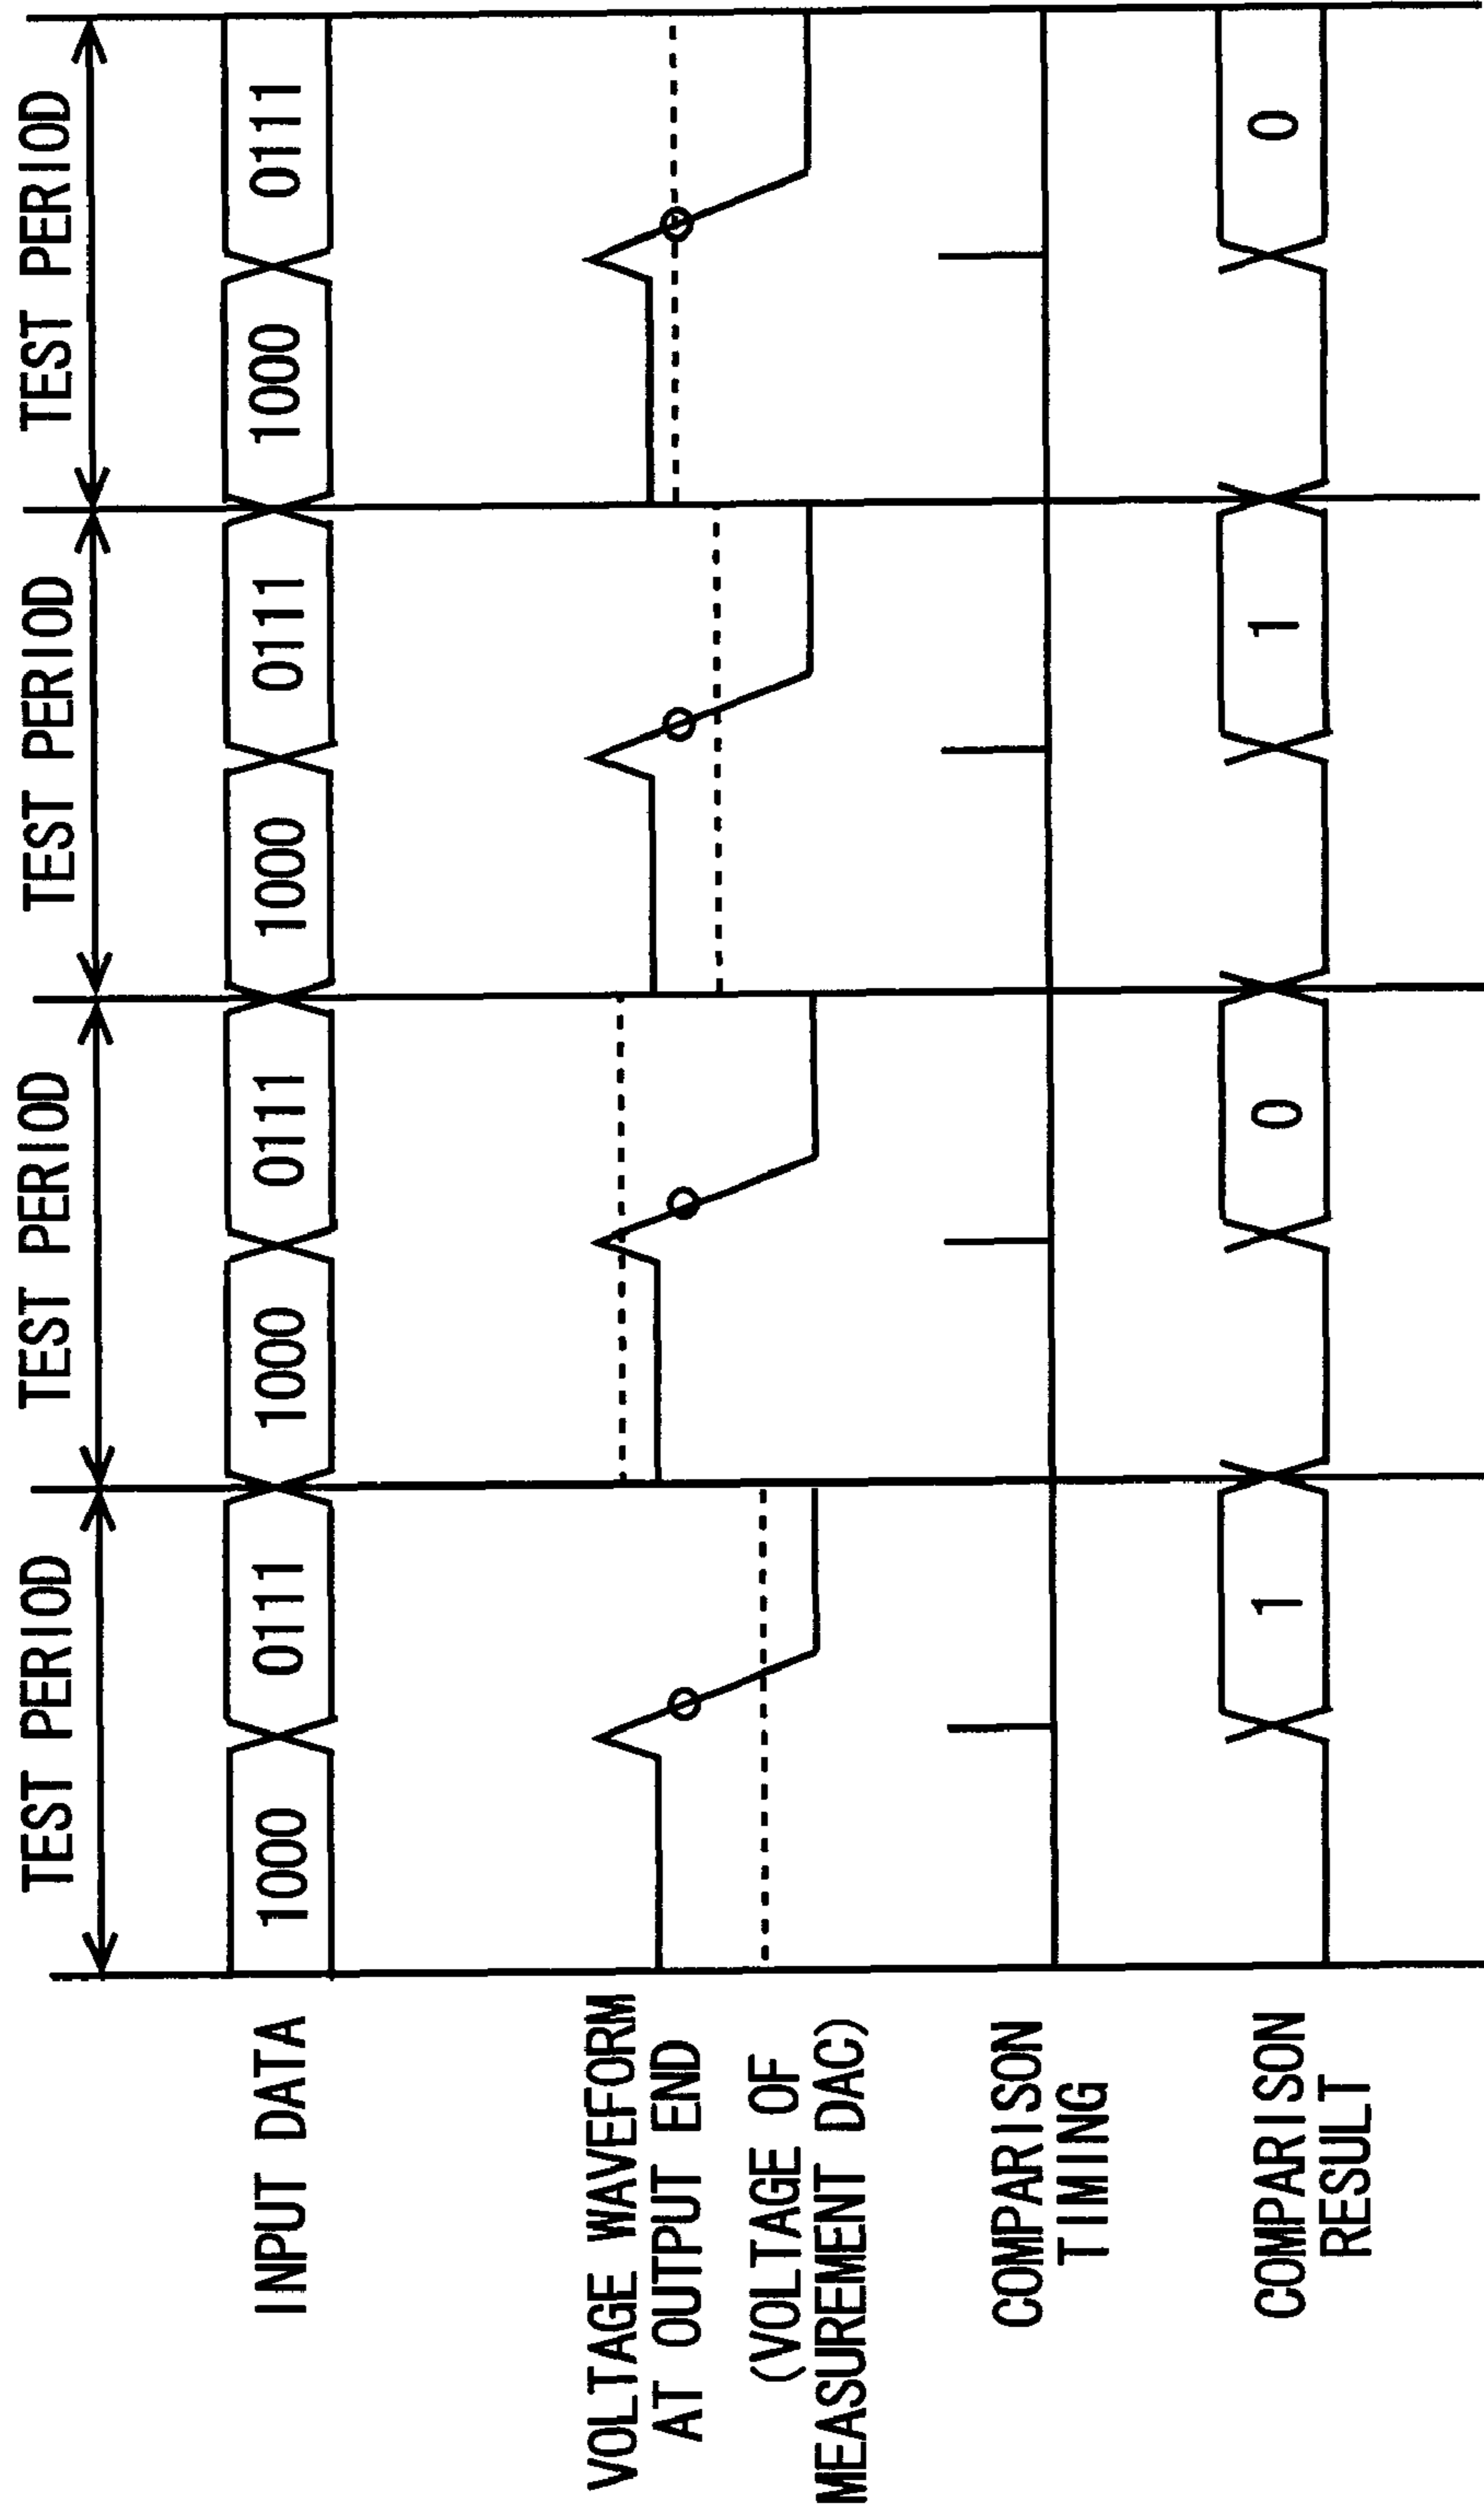 TEST PERIOD
TEST PERIOD
TEST PERIOD
TEST PERIOD
INPUT DATA
1000
0111
1000
0111
1000
0111
1000
0111
VOLTAGE WAVEFORM
AT OUTPUT END
(VOLTAGE OF
MEASUREMENT DAC)
COMPARISON
TIMING
COMPARISON
RESULT
1
0
1
0